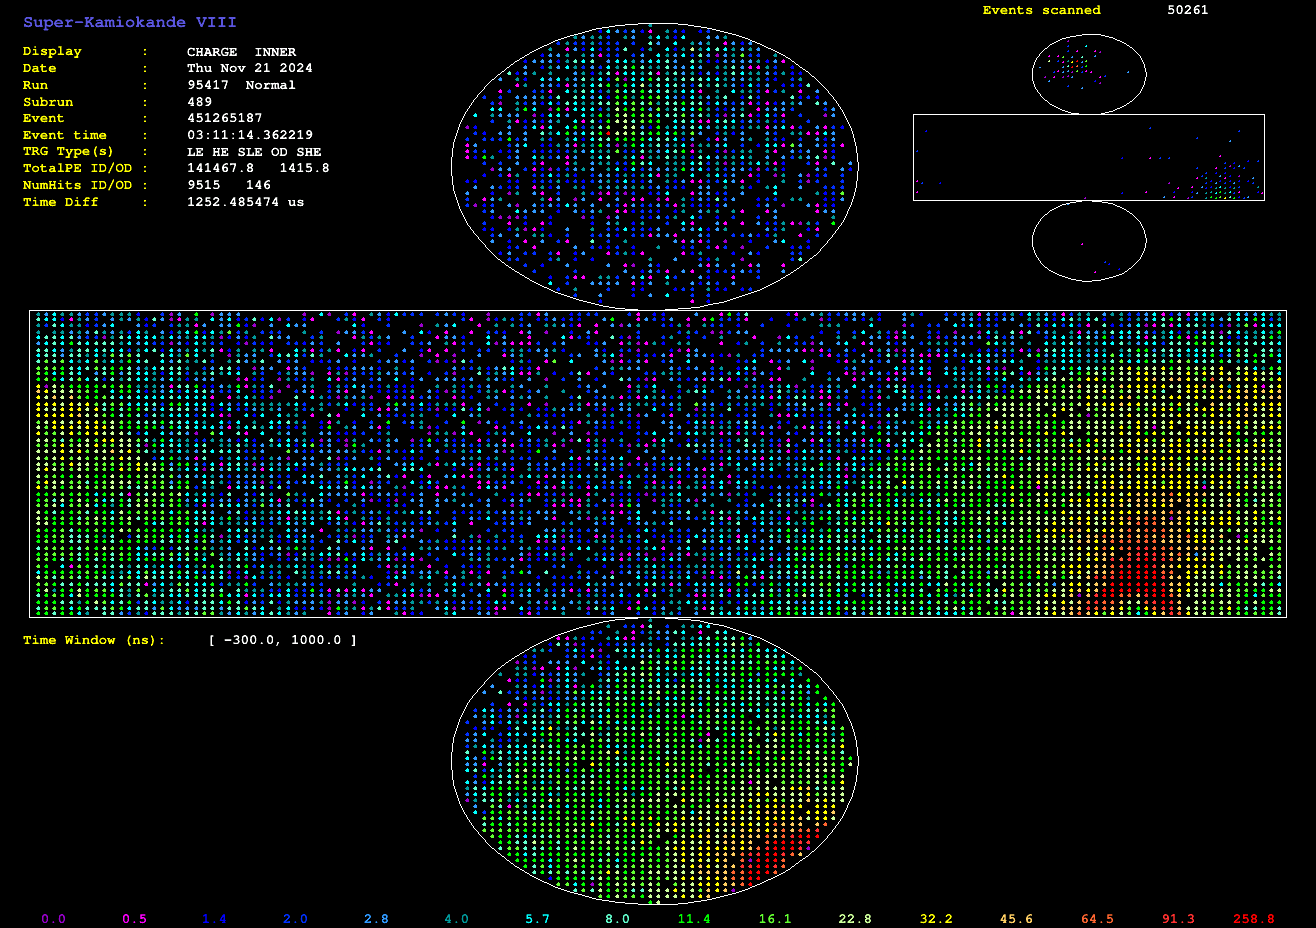 Super-Kamiokande VIII
Events scanned 50261
Display : CHARGE INNER
Date : Thu Nov 21 2024
Run : 95417 Normal
Subrun : 489
Event : 451265187
Event time : 03:11:14.362219
TRG Type(s) : LE HE SLE OD SHE
TotalPE ID/OD : 141467.8 1415.8
NumHits ID/OD : 9515 146
Time Diff : 1252.485474 us
Time Window (ns): [ -300.0, 1000.0 ]
0.0 0.5 1.4 2.0 2.8 4.0 5.7 8.0 11.4 16.1 22.8 32.2 45.6 64.5 91.3 258.8